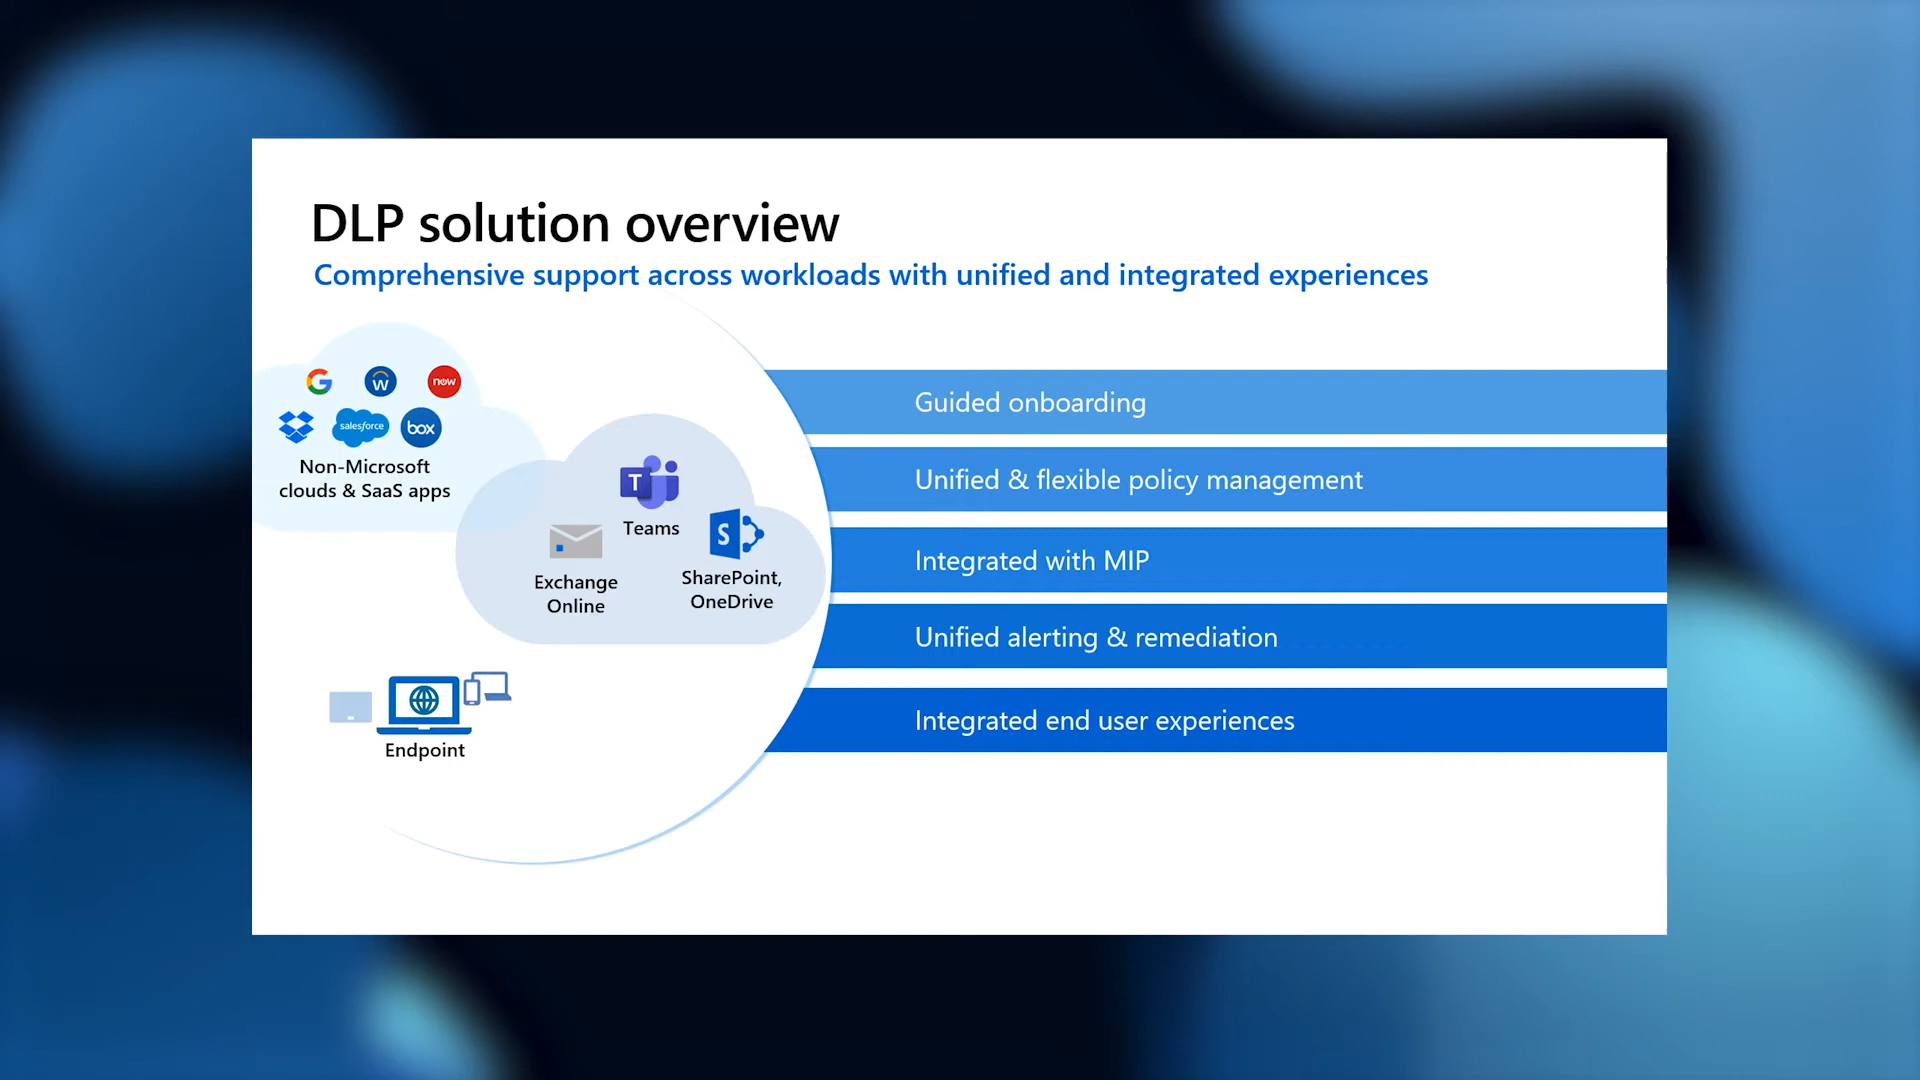 DLP solution overview
Comprehensive support across workloads with unified and integrated experiences
G
W
now
salesforce
box
Non-Microsoft
clouds & SaaS apps
T
Teams
S
Exchange
Online
SharePoint,
OneDrive
Endpoint
Guided onboarding
Unified & flexible policy management
Integrated with MIP
Unified alerting & remediation
Integrated end user experiences